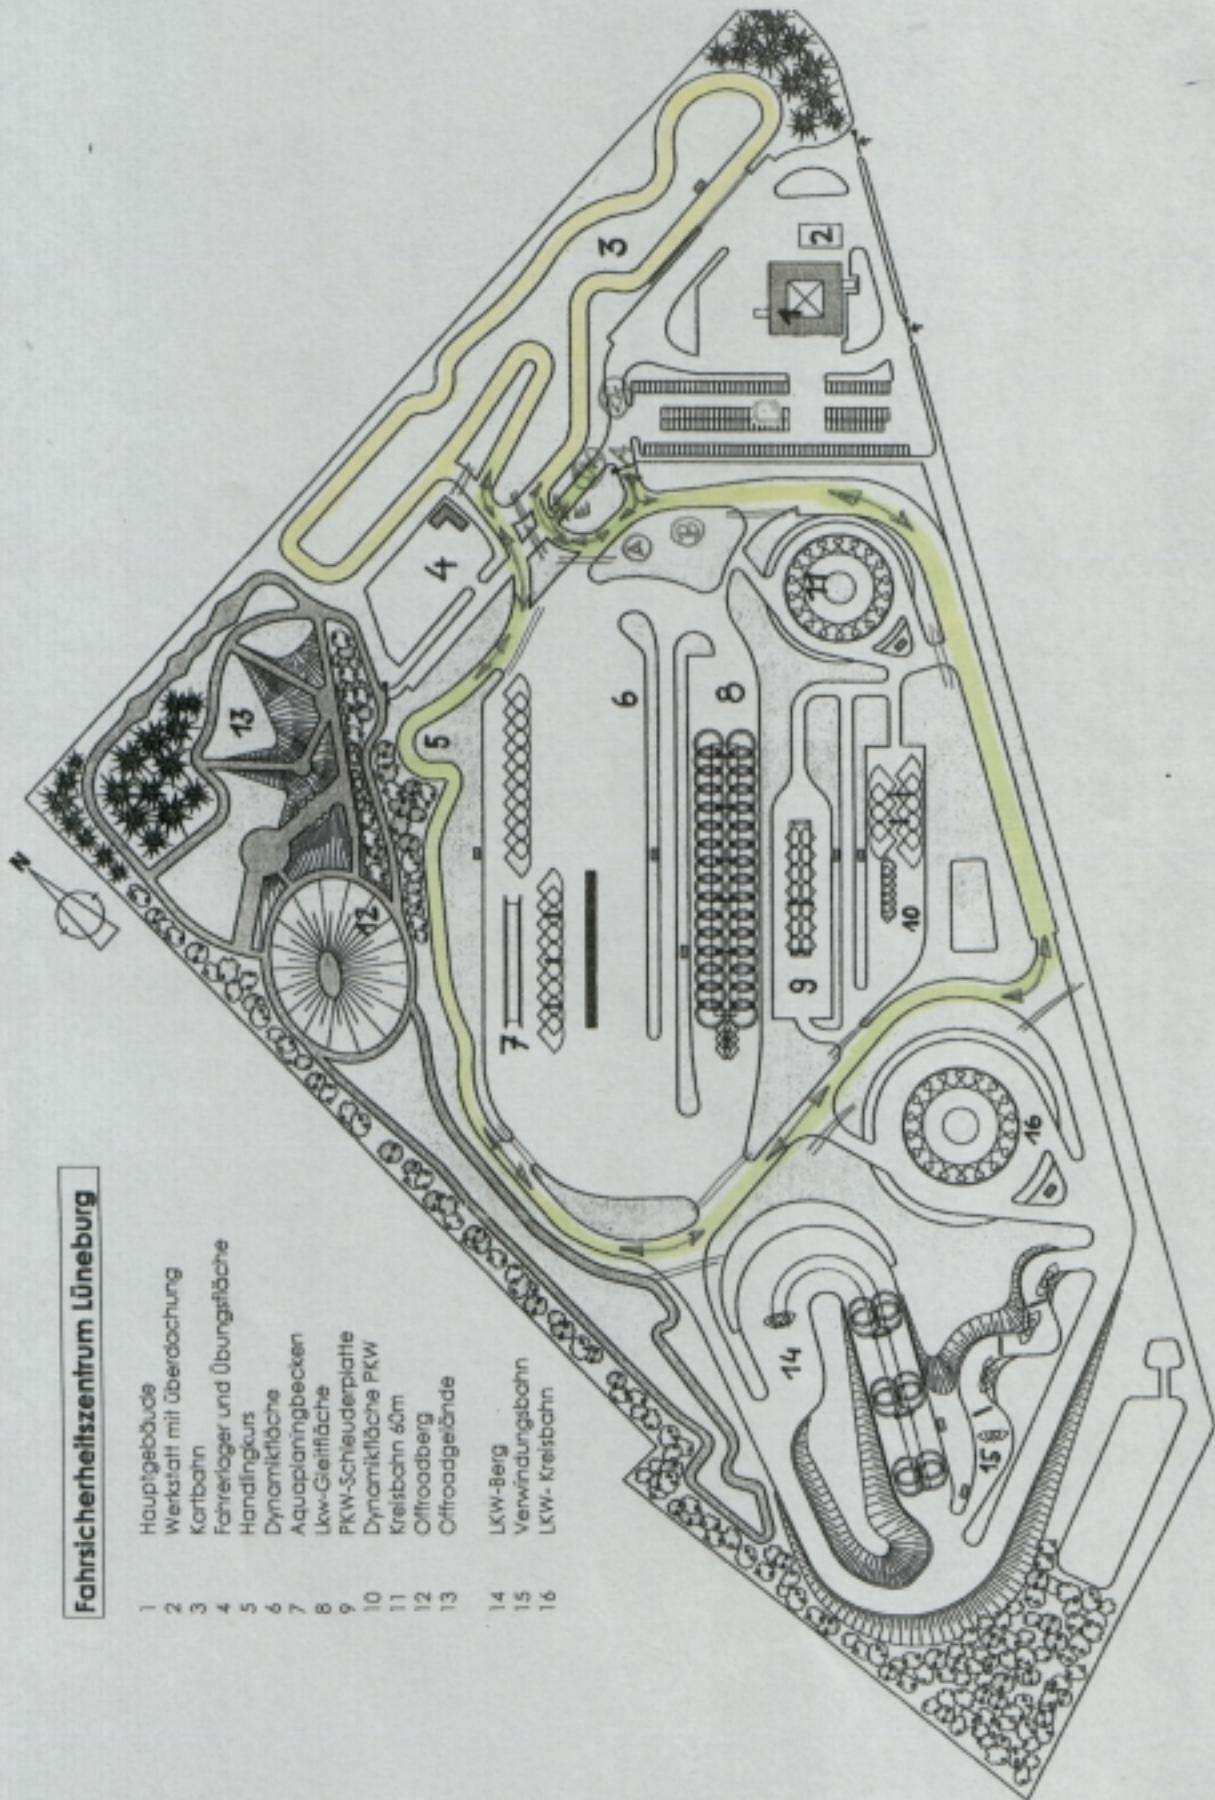 Fahrsicherheitszentrum Lüneburg
1 Hauptgebäude
2 Werkstatt mit Überdachung
3 Kartbahn
4 Fahrerlager und Übungsfläche
5 Handlingkurs
6 Dynamikfläche
7 Aquaplaningbecken
8 Lkw-Gleitfläche
9 PKW-Schleuderplatte
10 Dynamikfläche PKW
11 Kreisbahn 60m
12 Offroadberg
13 Offroadgelände
14 LKW-Berg
15 Verwindungsbahn
16 LKW- Kreisbahn
N
13
12
4
5
3
7
6
8
9
10
11
A
B
E
A
P
1
2
14
15
16